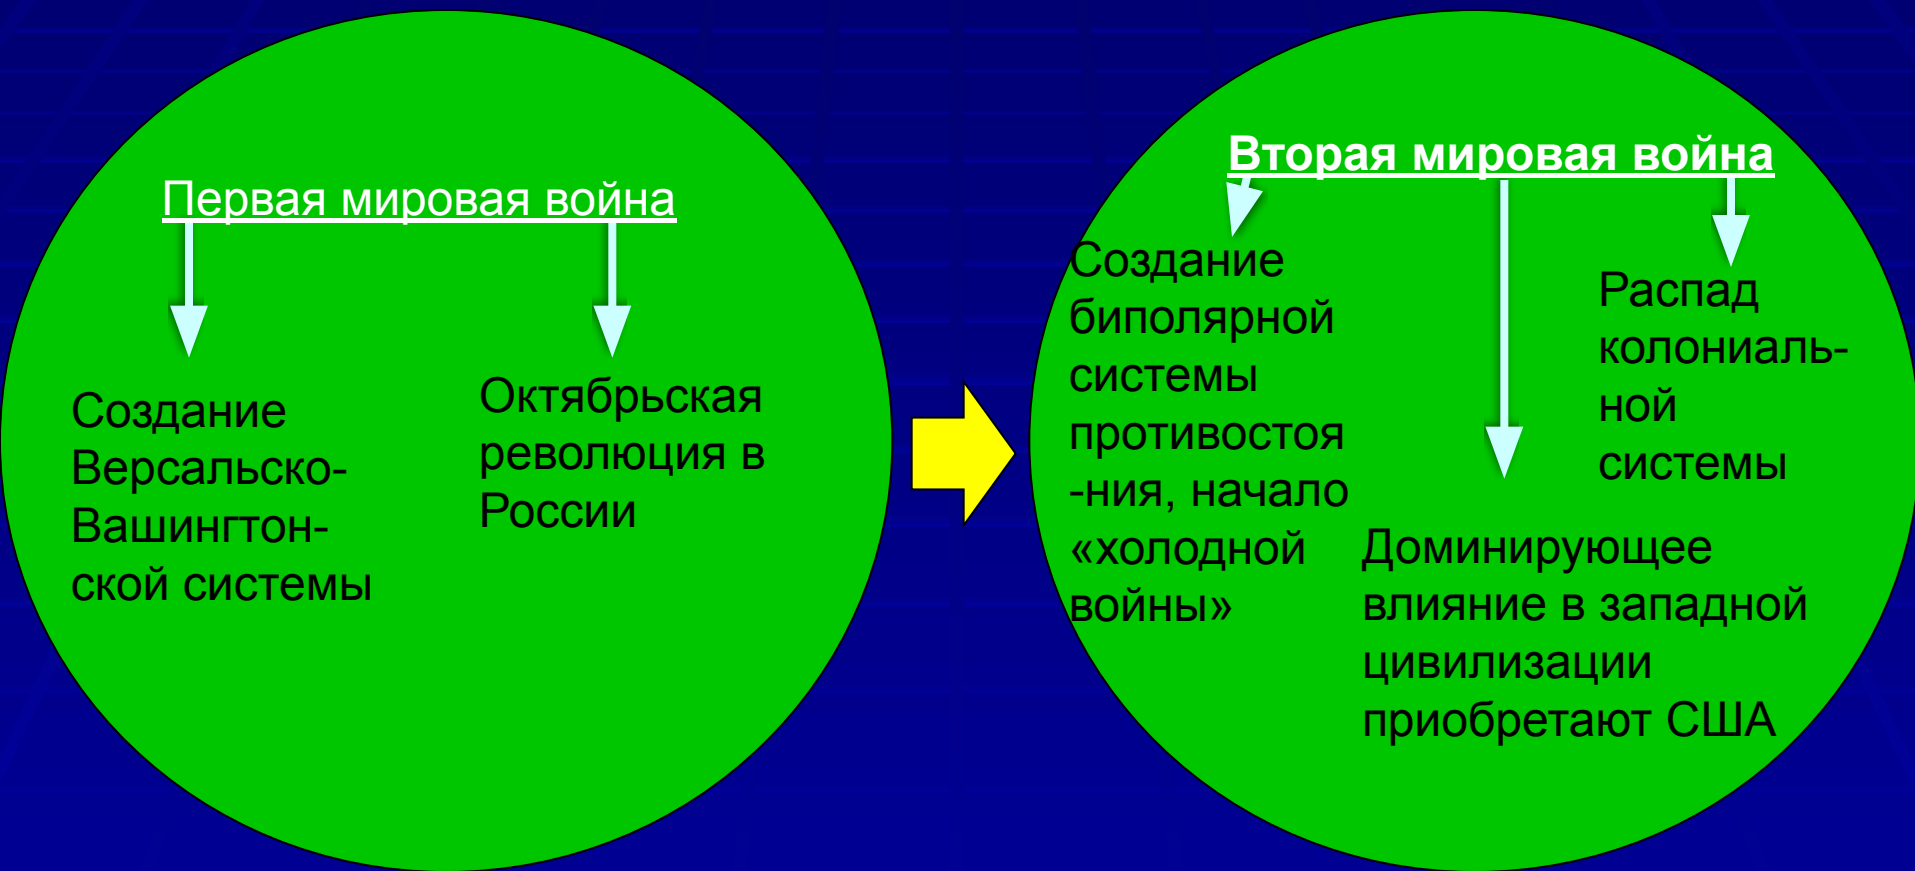 Первая мировая война
Создание
Версальско-
Вашингтон-
ской системы
Октябрьская
революция в
России
Вторая мировая война
Создание
биполярной
системы
противостоя
-ния, начало
«холодной
войны»
Доминирующее
влияние в западной
цивилизации
приобретают США
Распад
колониаль-
ной
системы